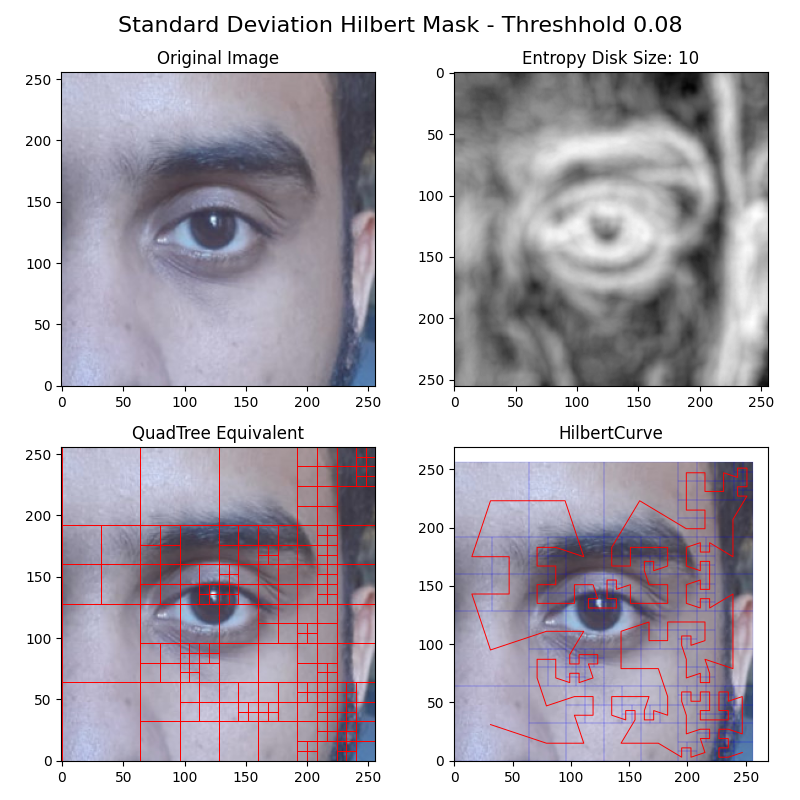 Standard Deviation Hilbert Mask - Threshhold 0.08
Original Image
250
200
150
100
50
0
0 50 100 150 200 250
Entropy Disk Size: 10
0
50
100
150
200
250
0 50 100 150 200 250
QuadTree Equivalent
250
200
150
100
50
0
0 50 100 150 200 250
HilbertCurve
250
200
150
100
50
0
0 50 100 150 200 250